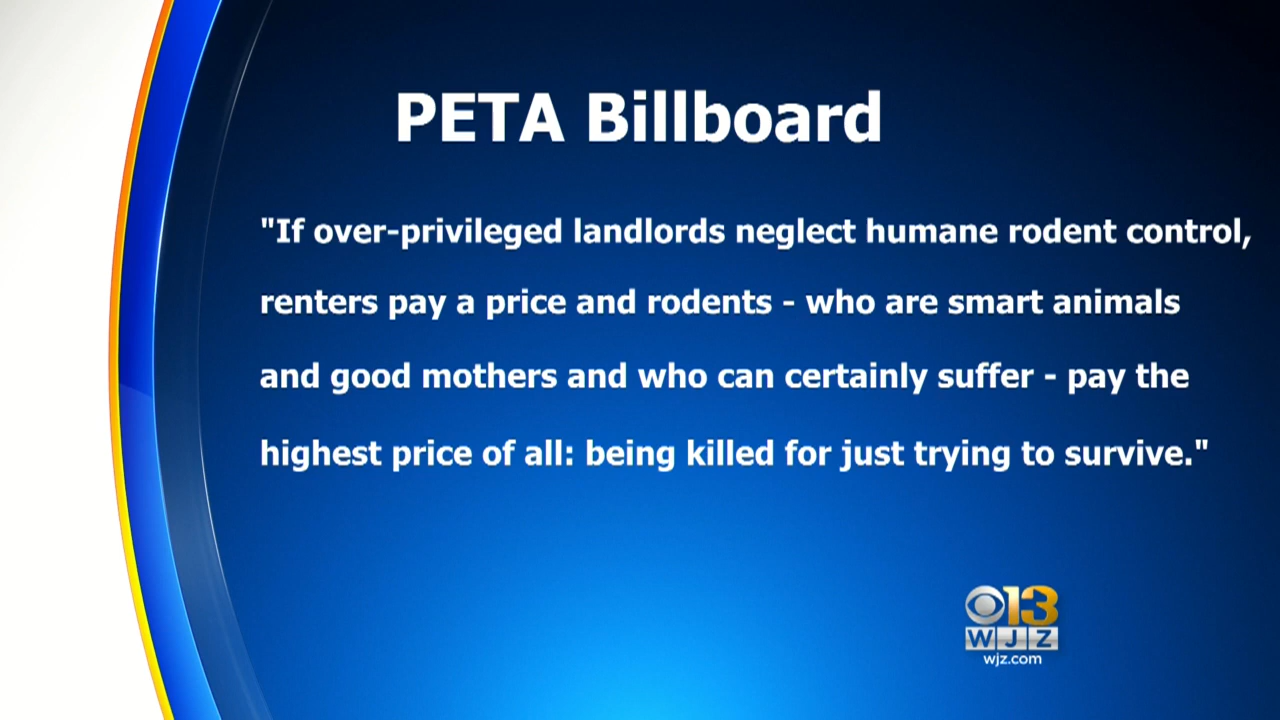 PETA Billboard
"If over-privileged landlords neglect humane rodent control,
renters pay a price and rodents - who are smart animals
and good mothers and who can certainly suffer - pay the
highest price of all: being killed for just trying to survive."
13
WJZ
wjz.com